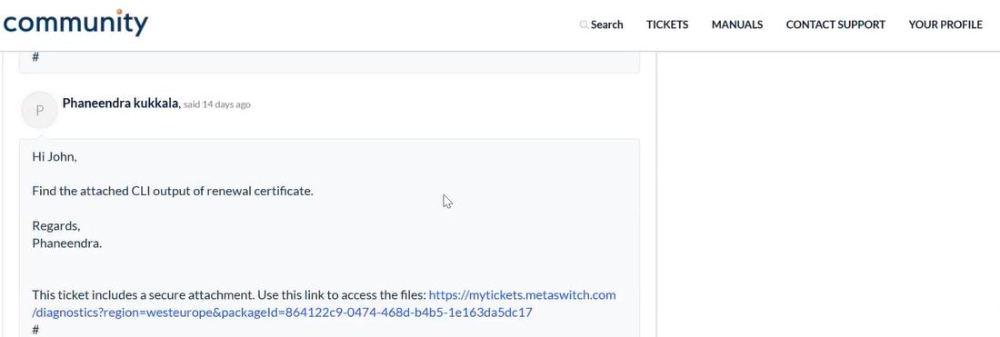 community
Search TICKETS MANUALS CONTACT SUPPORT YOUR PROFILE
#
P
Phaneendra kukkala, said 14 days ago
Hi John,
Find the attached CLI output of renewal certificate.
Regards,
Phaneendra.
This ticket includes a secure attachment. Use this link to access the files: https://mytickets.metaswitch.com
/diagnostics?region=westeurope&packageId=864122c9-0474-468d-b4b5-1e163da5dc17
#